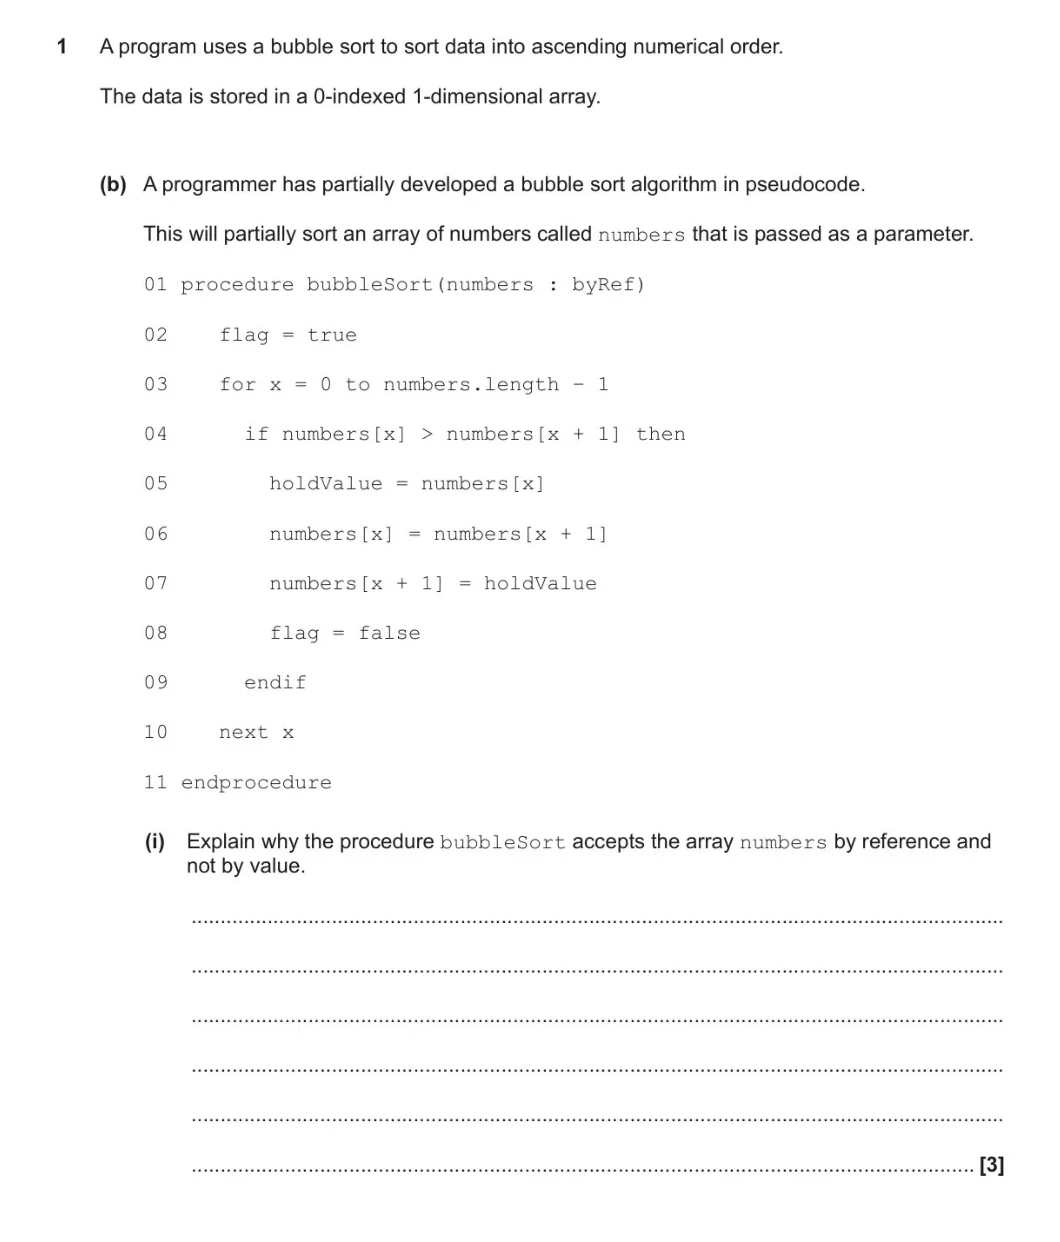 1 A program uses a bubble sort to sort data into ascending numerical order.
The data is stored in a 0-indexed 1-dimensional array.
(b) A programmer has partially developed a bubble sort algorithm in pseudocode.
This will partially sort an array of numbers called numbers that is passed as a parameter.
01 procedure bubbleSort(numbers : byRef)
02 flag = true
03 for x = 0 to numbers.length - 1
04 if numbers[x] > numbers[x + 1] then
05 holdValue = numbers[x]
06 numbers[x] = numbers[x + 1]
07 numbers[x + 1] = holdValue
08 flag = false
09 endif
10 next x
11 endprocedure
(i) Explain why the procedure bubbleSort accepts the array numbers by reference and
not by value.
[3]